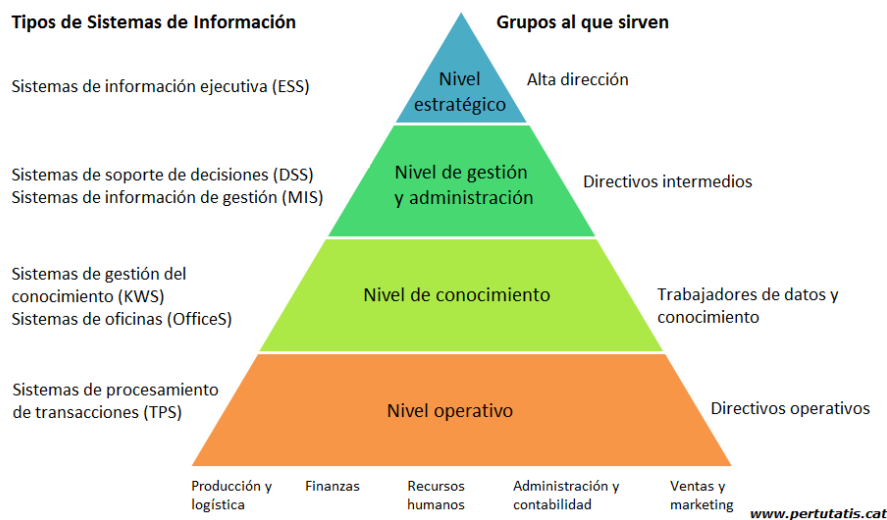 Tipos de Sistemas de Información
Grupos al que sirven
Sistemas de información ejecutiva (ESS)
Nivel
estratégico
Alta dirección
Sistemas de soporte de decisiones (DSS)
Sistemas de información de gestión (MIS)
Nivel de gestión
y administración
Directivos intermedios
Sistemas de gestión del
conocimiento (KWS)
Sistemas de oficinas (OfficeS)
Nivel de conocimiento
Trabajadores de datos y
conocimiento
Sistemas de procesamiento
de transacciones (TPS)
Nivel operativo
Directivos operativos
Producción y
logística
Finanzas
Recursos
humanos
Administración y
contabilidad
Ventas y
marketing
www.pertutatis.cat